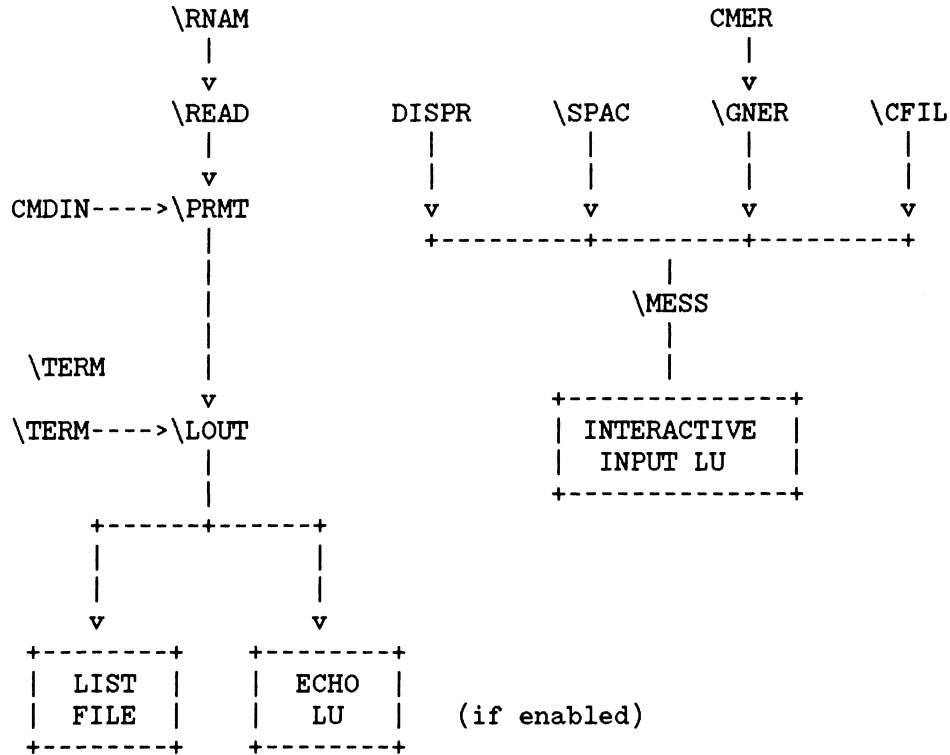 \RNAM CMER
\READ DISPR \SPAC \GNER \CFIL
CMDIN---->\PRMT
\MESS
\TERM
\TERM---->\LOUT
INTERACTIVE
INPUT LU
LIST
FILE
ECHO
LU
(if enabled)